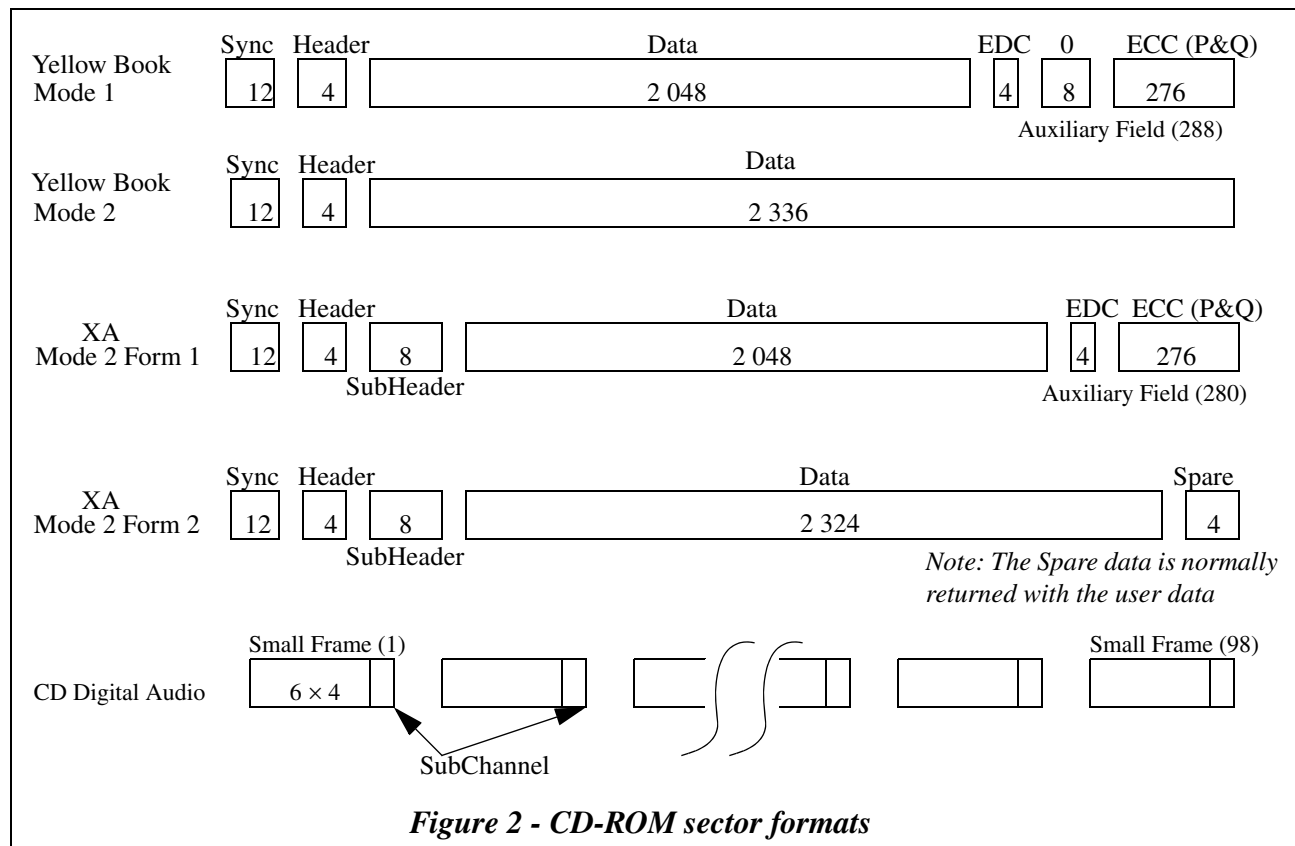 Sync Header Data EDC 0 ECC (P&Q)
Yellow Book
Mode 1
12 4 2 048 4 8 276
Auxiliary Field (288)
Sync Header Data
Yellow Book
Mode 2
12 4 2 336
Sync Header Data EDC ECC (P&Q)
XA
Mode 2 Form 1
12 4 8 2 048 4 276
SubHeader
Auxiliary Field (280)
Sync Header Data Spare
XA
Mode 2 Form 2
12 4 8 2 324 4
SubHeader
Note: The Spare data is normally
returned with the user data
Small Frame (1) Small Frame (98)
CD Digital Audio
6 × 4
SubChannel
Figure 2 - CD-ROM sector formats